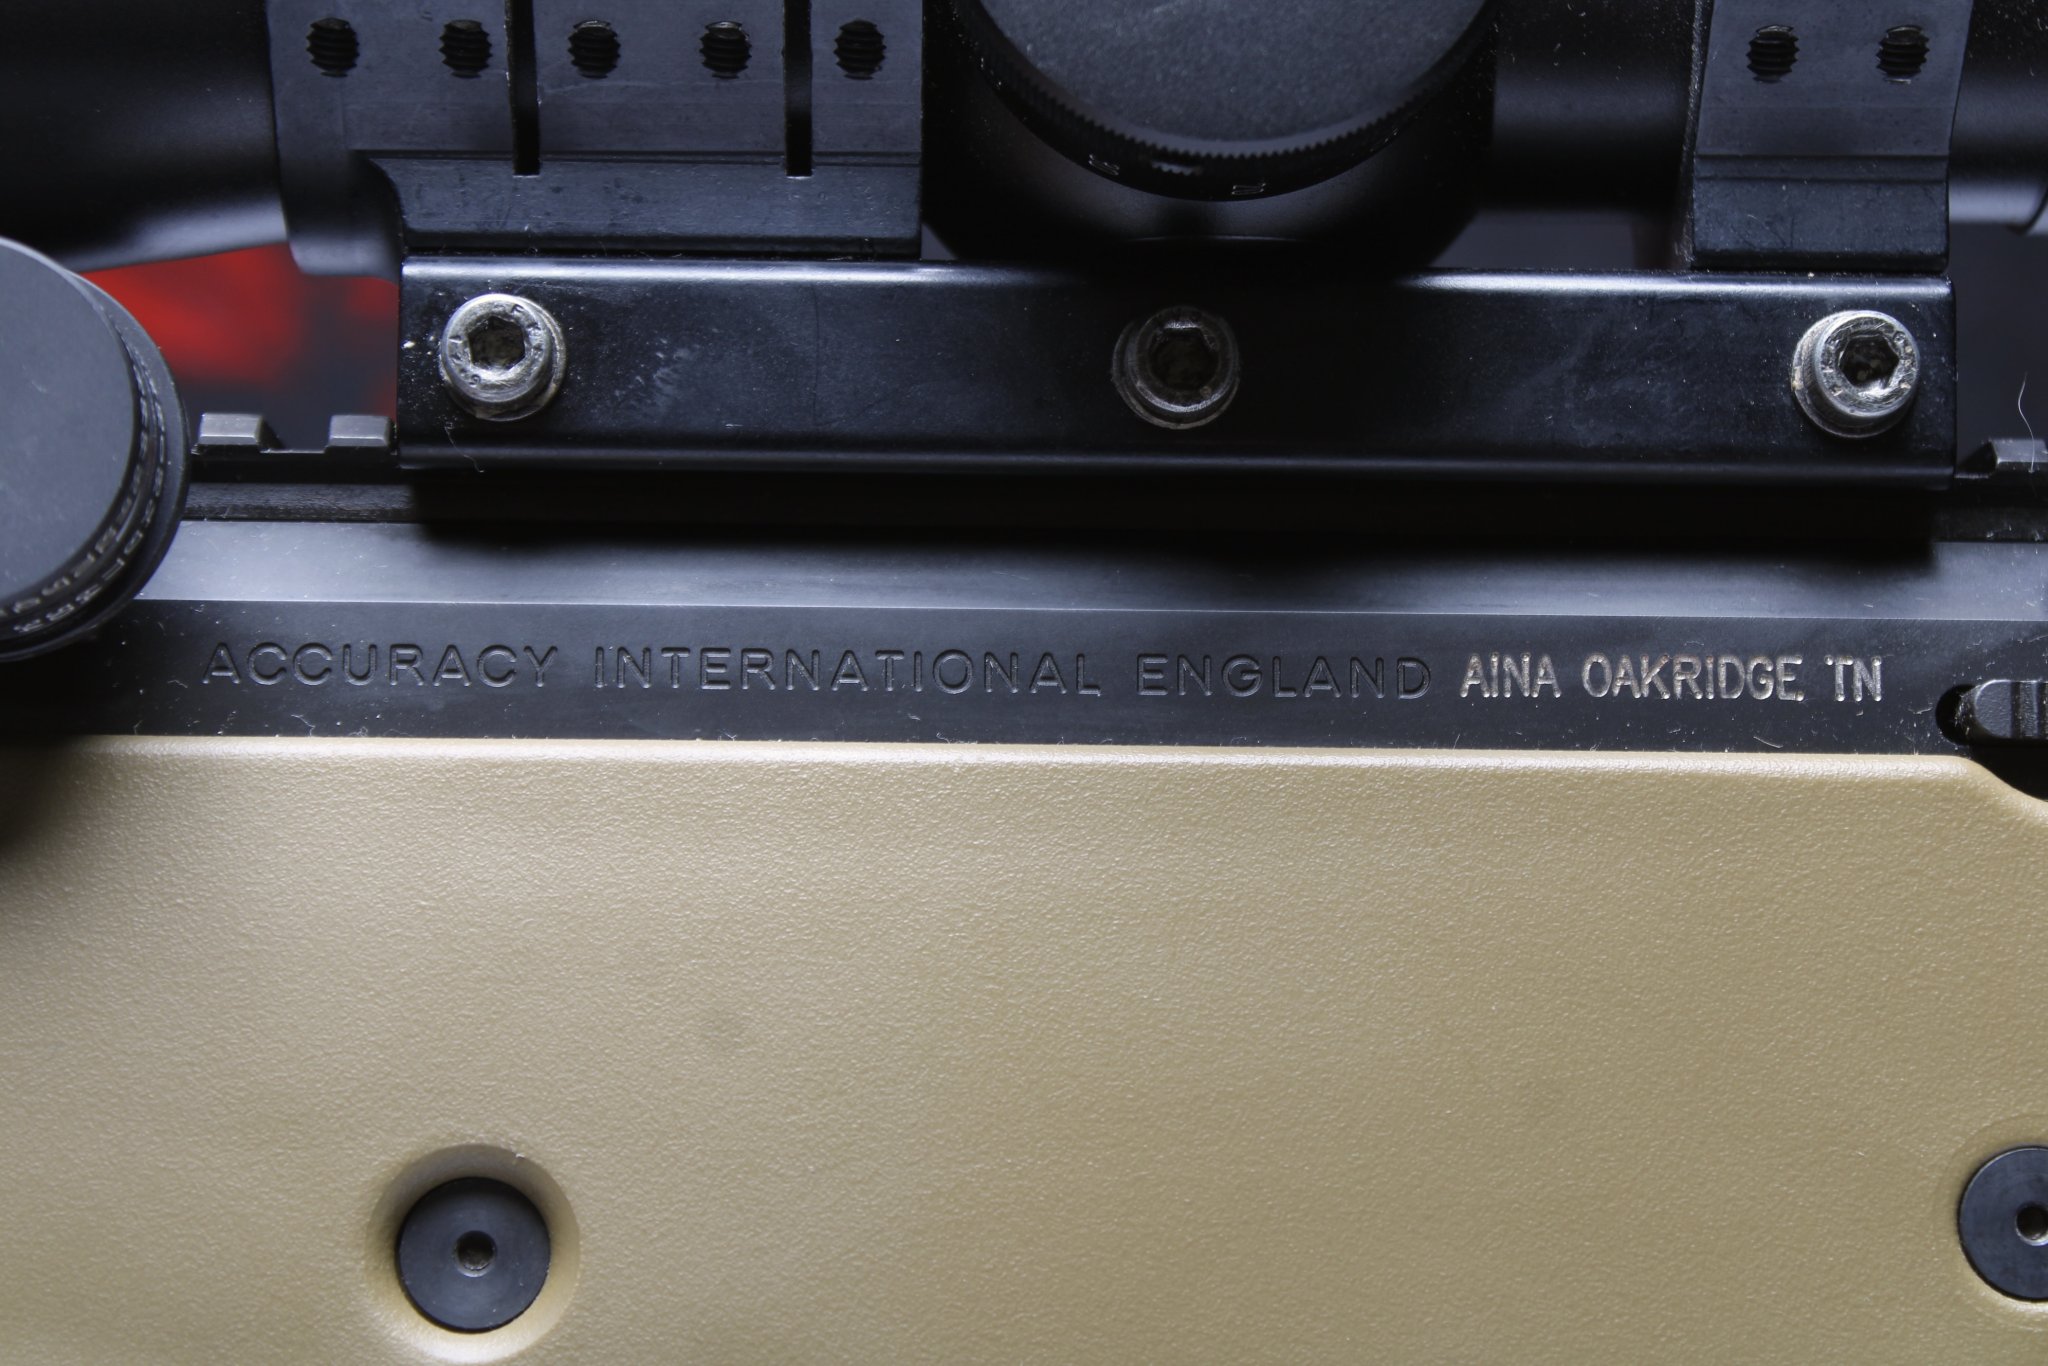 ACCURACY INTERNATIONAL ENGLAND AINA OAKRIDGE, TN